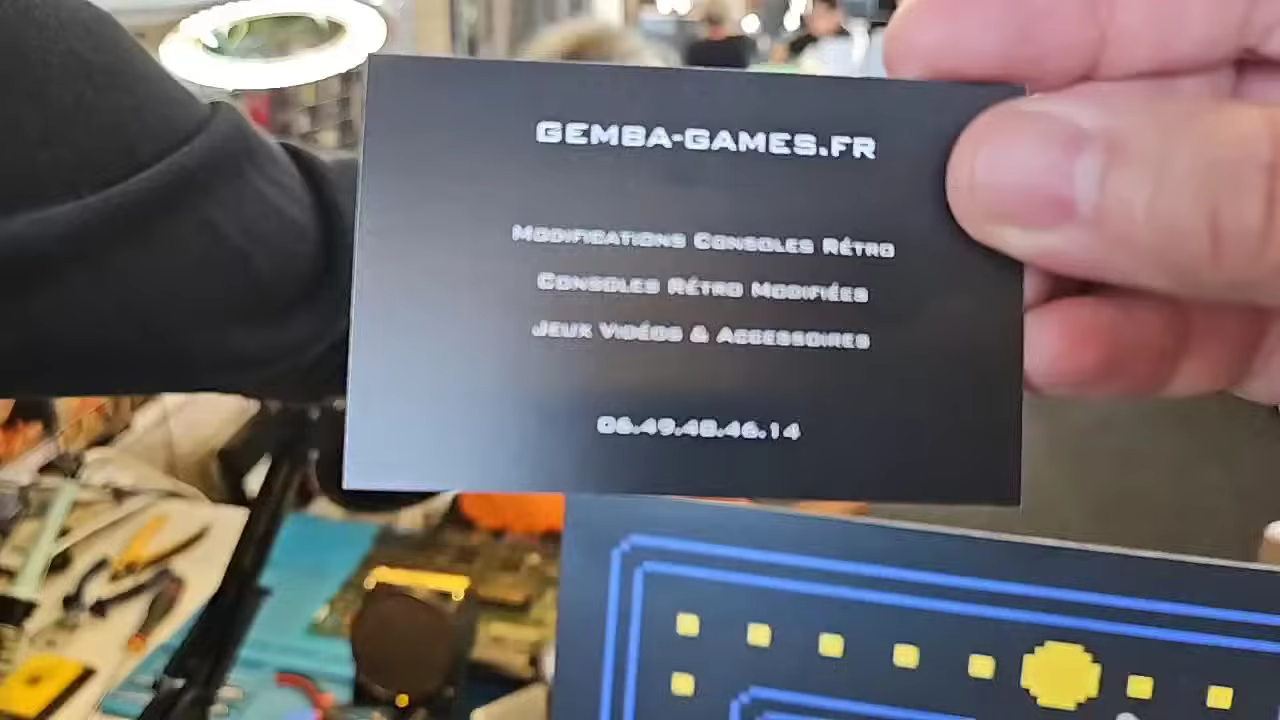 GEMBA-GAMES.FR
MODIFICATIONS CONSOLES RÉTRO
CONSOLES RÉTRO MODIFIÉES
JEUX VIDÉOS & ACCESSOIRES
06.49.48.46.14